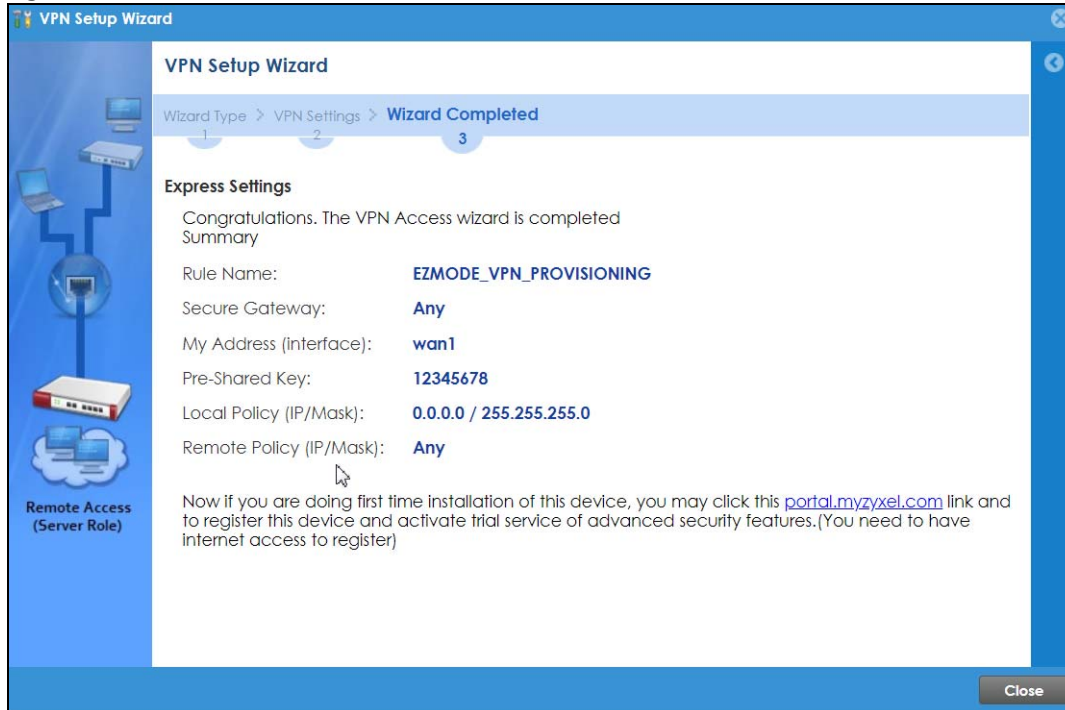 VPN Setup Wizard
VPN Setup Wizard
Wizard Type > VPN Settings > Wizard Completed
1 2 3
Express Settings
Congratulations. The VPN Access wizard is completed
Summary
Rule Name: EZMODE_VPN_PROVISIONING
Secure Gateway: Any
My Address (interface): wan1
Pre-Shared Key: 12345678
Local Policy (IP/Mask): 0.0.0.0 / 255.255.255.0
Remote Policy (IP/Mask): Any
Remote Access
(Server Role)
Now if you are doing first time installation of this device, you may click this portal.myzyxel.com link and
to register this device and activate trial service of advanced security features.(You need to have
internet access to register)
Close